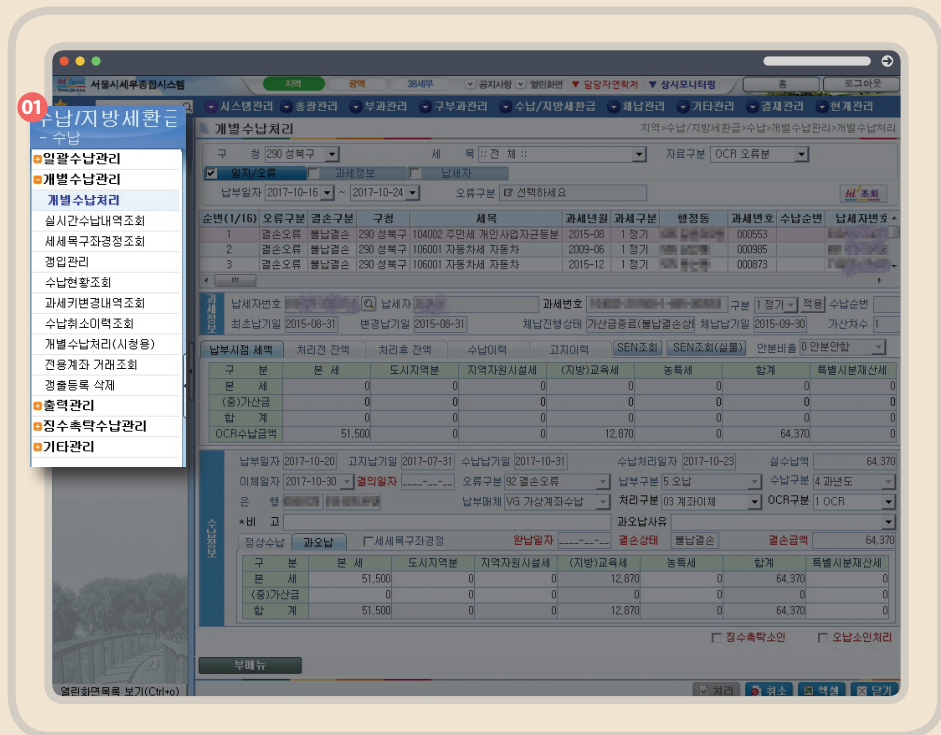 서울시세무종합시스템 지역 광역 38세무 공지사항 열린화면 담당자연락처 상시모니터링 홈 로그아웃
01
시스템관리 총괄관리 부과관리 구부과관리 수납/지방세환급 체납관리 기타관리 결재관리 현계관리
수납/지방세환급
- 수납
일괄수납관리
개별수납관리
개별수납처리
실시간수납내역조회
세세목구좌경정조회
경입관리
수납현황조회
과세키변경내역조회
수납취소이력조회
개별수납처리(시청용)
전용계좌 거래조회
경출등록 삭제
출력관리
징수촉탁수납관리
기타관리
열린화면목록 보기(Ctrl+o)
개별수납처리 지역>수납/지방세환급>수납>개별수납관리>개별수납처리
구 청 290 성북구 세 목 :: 전 체 :: 자료구분 OCR 오류분
일자/오류 과세정보 납세자
납부일자 2017-10-16 ~ 2017-10-24 오류구분 ☞ 선택하세요 조회
순번(1/16) 오류구분 결손구분 구청 세목 과세년월 과세구분 행정동 과세번호 수납순번 납세자번호
1 결손오류 불납결손 290 성북구 104002 주민세 개인사업자균등분 2015-08 1 정기 000553
2 결손오류 불납결손 290 성북구 106001 자동차세 자동차 2009-06 1 정기 000985
3 결손오류 불납결손 290 성북구 106001 자동차세 자동차 2015-12 1 정기 000873
과세정보
납세자번호 납세자 과세번호 구분 1 정기 적용 수납순번
최초납기일 2015-08-31 변경납기일 2015-08-31 체납진행상태 가산금종료(불납결손상 체납납기일 2015-09-30 가산차수 1
납부시점 세액 처리전 잔액 처리후 잔액 수납이력 고지이력 SEN조회 SEN조회(실물) 안분비율 0 안분안함
구 분 본 세 도시지역분 지역자원시설세 (지방)교육세 농특세 합계 특별시분재산세
본 세 0 0 0 0 0 0 0
(중)가산금 0 0 0 0 0 0 0
합 계 0 0 0 0 0 0 0
OCR수납금액 51,500 0 0 12,870 0 64,370 0
수납정보
납부일자 2017-10-20 고지납기일 2017-07-31 수납납기일 2017-10-31 수납처리일자 2017-10-23 실수납액 64,370
이체일자 2017-10-30 결의일자 ____-__-__ 오류구분 92 결손오류 납부구분 5 오납 수납구분 4 과년도
은 행 납부매체 VG 가상계좌수납 처리구분 03 계좌이체 OCR구분 1 OCR
*비 고 과오납사유
정상수납 과오납 세세목구좌경정 완납일자 ____-__-__ 결손상태 불납결손 결손금액 64,370
구 분 본 세 도시지역분 지역자원시설세 (지방)교육세 농특세 합계 특별시분재산세
본 세 51,500 0 0 12,870 0 64,370 0
(중)가산금 0 0 0 0 0 0 0
합 계 51,500 0 0 12,870 0 64,370 0
징수촉탁소인 오납소인처리
부메뉴
처리 취소 엑셀 닫기